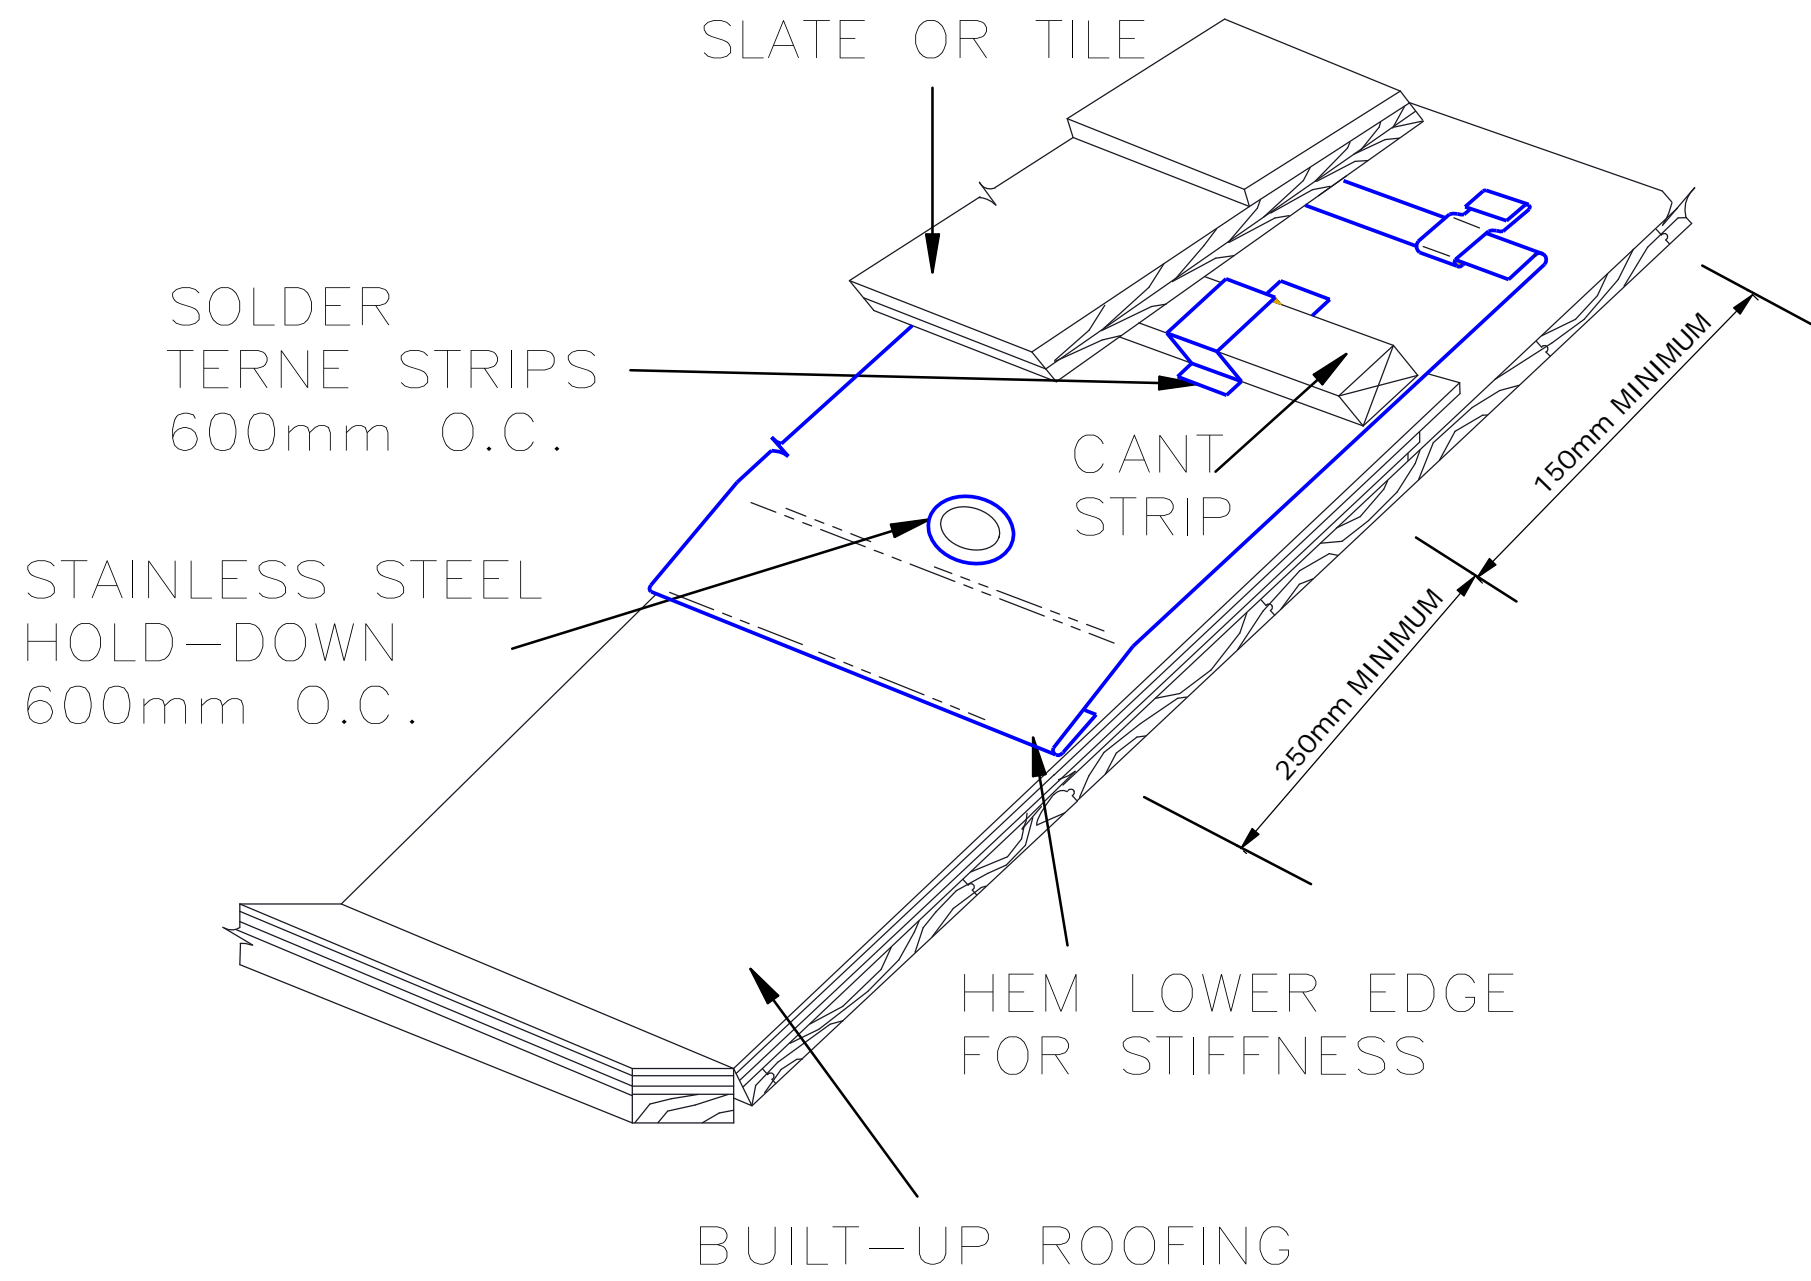 SLATE OR TILE
SOLDER
TERNE STRIPS
600mm O.C.
150mm MINIMUM
CANT
STRIP
STAINLESS STEEL
HOLD-DOWN
600mm O.C.
250mm MINIMUM
HEM LOWER EDGE
FOR STIFFNESS
BUILT-UP ROOFING